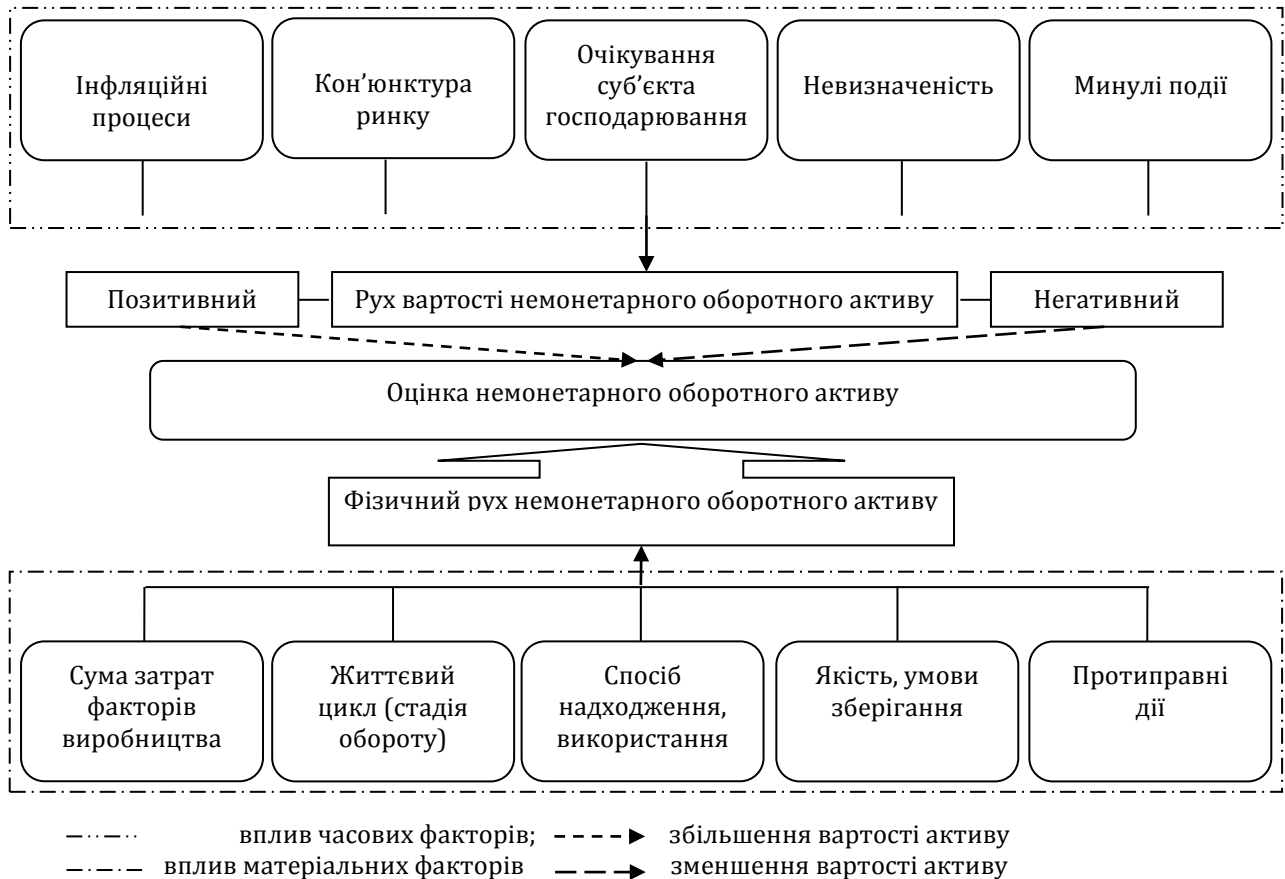 Інфляційні
процеси
Кон’юнктура
ринку
Очікування
суб’єкта
господарювання
Невизначеність
Минулі події
Позитивний
Рух вартості немонетарного оборотного активу
Негативний
Оцінка немонетарного оборотного активу
Фізичний рух немонетарного оборотного активу
Сума затрат
факторів
виробництва
Життєвий
цикл (стадія
обороту)
Спосіб
надходження,
використання
Якість, умови
зберігання
Протиправні
дії
вплив часових факторів;
збільшення вартості активу
вплив матеріальних факторів
зменшення вартості активу